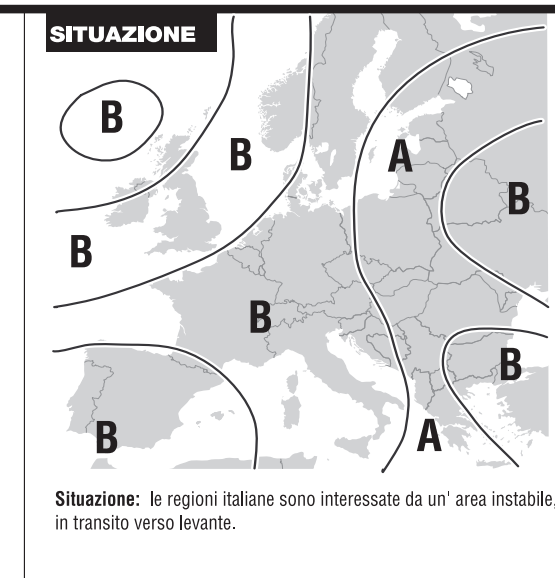 SITUAZIONE
B
B
A
B
B
B
B
B
A
Situazione: le regioni italiane sono interessate da un' area instabile,
in transito verso levante.